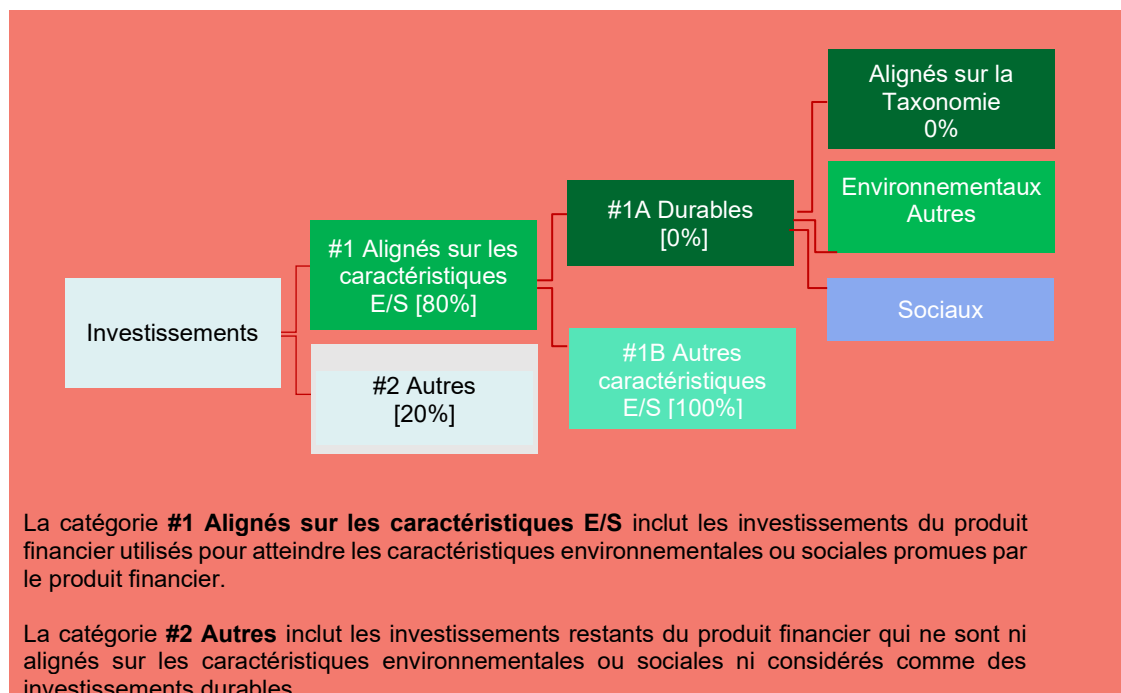 Alignés sur la
Taxonomie
0%
Environnementaux
Autres
#1A Durables
[0%]
#1 Alignés sur les
caractéristiques
E/S [80%]
Sociaux
Investissements
#1B Autres
caractéristiques
E/S [100%]
#2 Autres
[20%]
La catégorie #1 Alignés sur les caractéristiques E/S inclut les investissements du produit
financier utilisés pour atteindre les caractéristiques environnementales ou sociales promues par
le produit financier.
La catégorie #2 Autres inclut les investissements restants du produit financier qui ne sont ni
alignés sur les caractéristiques environnementales ou sociales ni considérés comme des
investissements durables